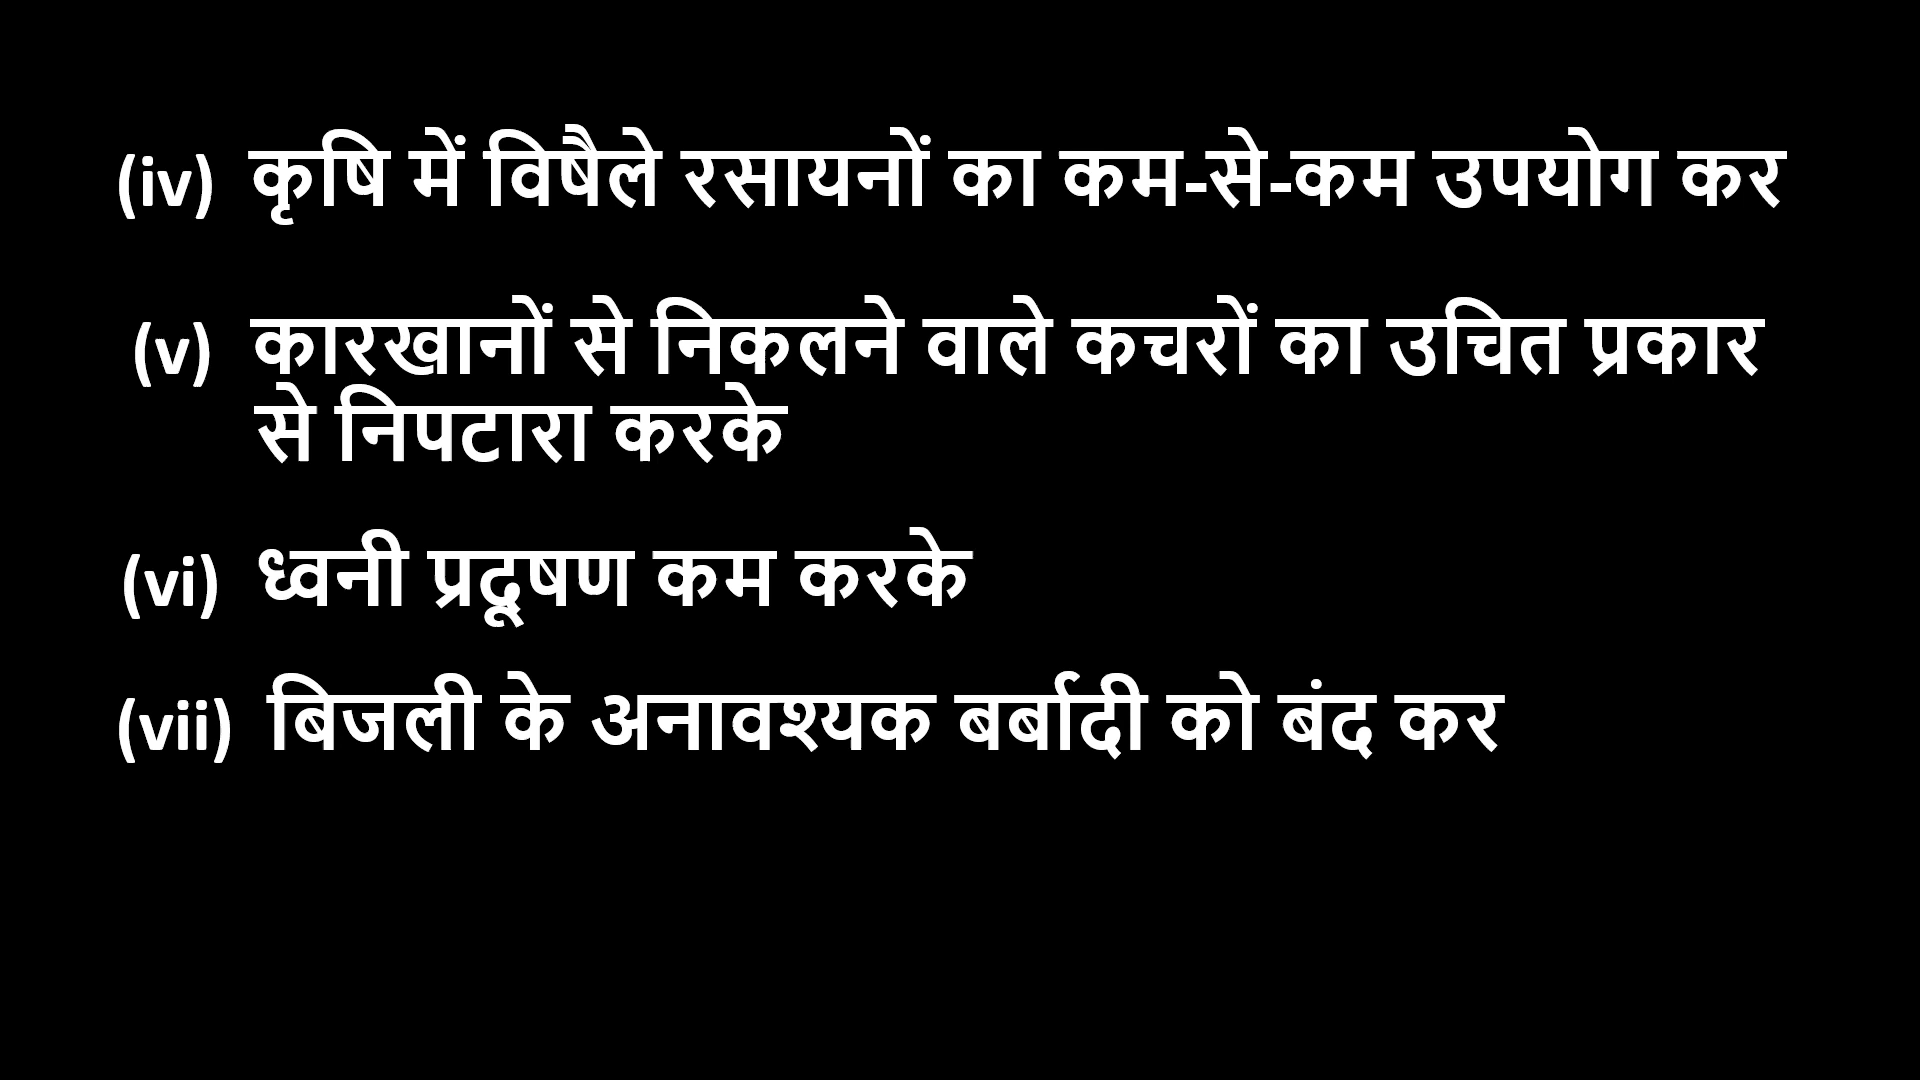 (iv) कृषि में विषैले रसायनों का कम-से-कम उपयोग कर
(v) कारखानों से निकलने वाले कचरों का उचित प्रकार
से निपटारा करके
(vi) ध्वनी प्रदूषण कम करके
(vii) बिजली के अनावश्यक बर्बादी को बंद कर